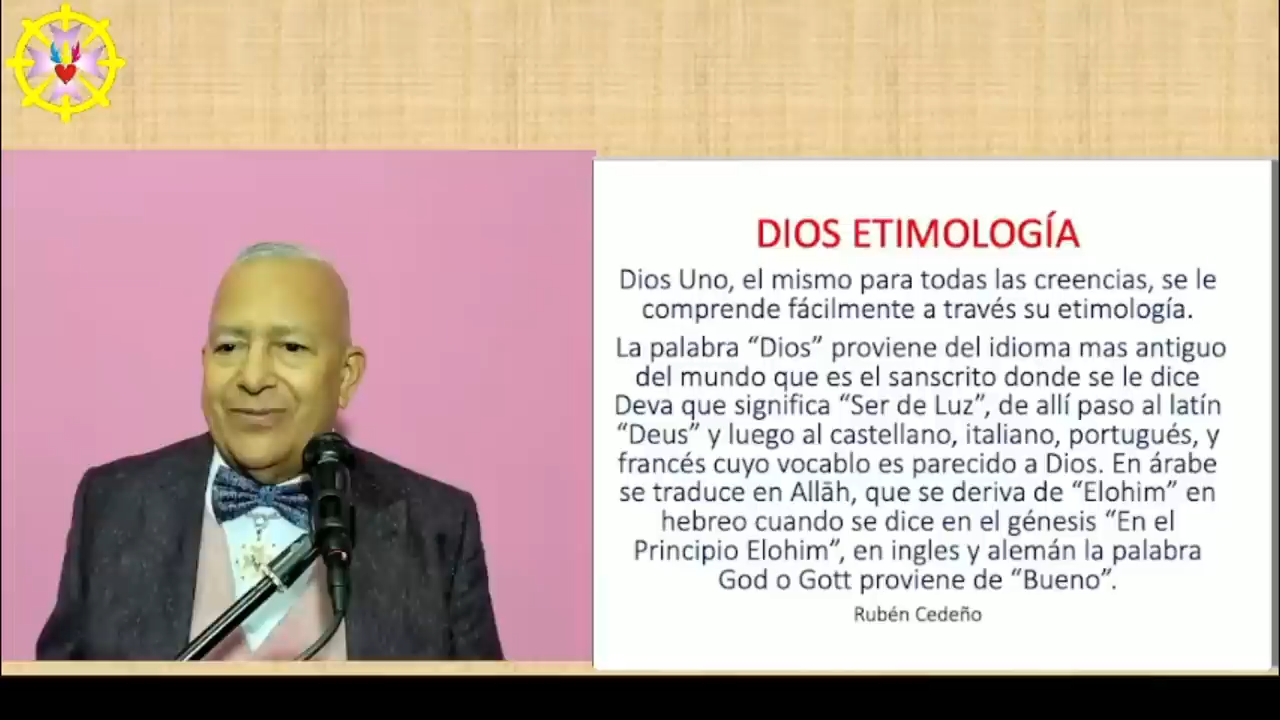 DIOS ETIMOLOGÍA
Dios Uno, el mismo para todas las creencias, se le
comprende fácilmente a través su etimología.
La palabra “Dios” proviene del idioma mas antiguo
del mundo que es el sanscrito donde se le dice
Deva que significa “Ser de Luz”, de allí paso al latín
“Deus” y luego al castellano, italiano, portugués, y
francés cuyo vocablo es parecido a Dios. En árabe
se traduce en Allāh, que se deriva de “Elohim” en
hebreo cuando se dice en el génesis “En el
Principio Elohim”, en ingles y alemán la palabra
God o Gott proviene de “Bueno”.
Rubén Cedeño